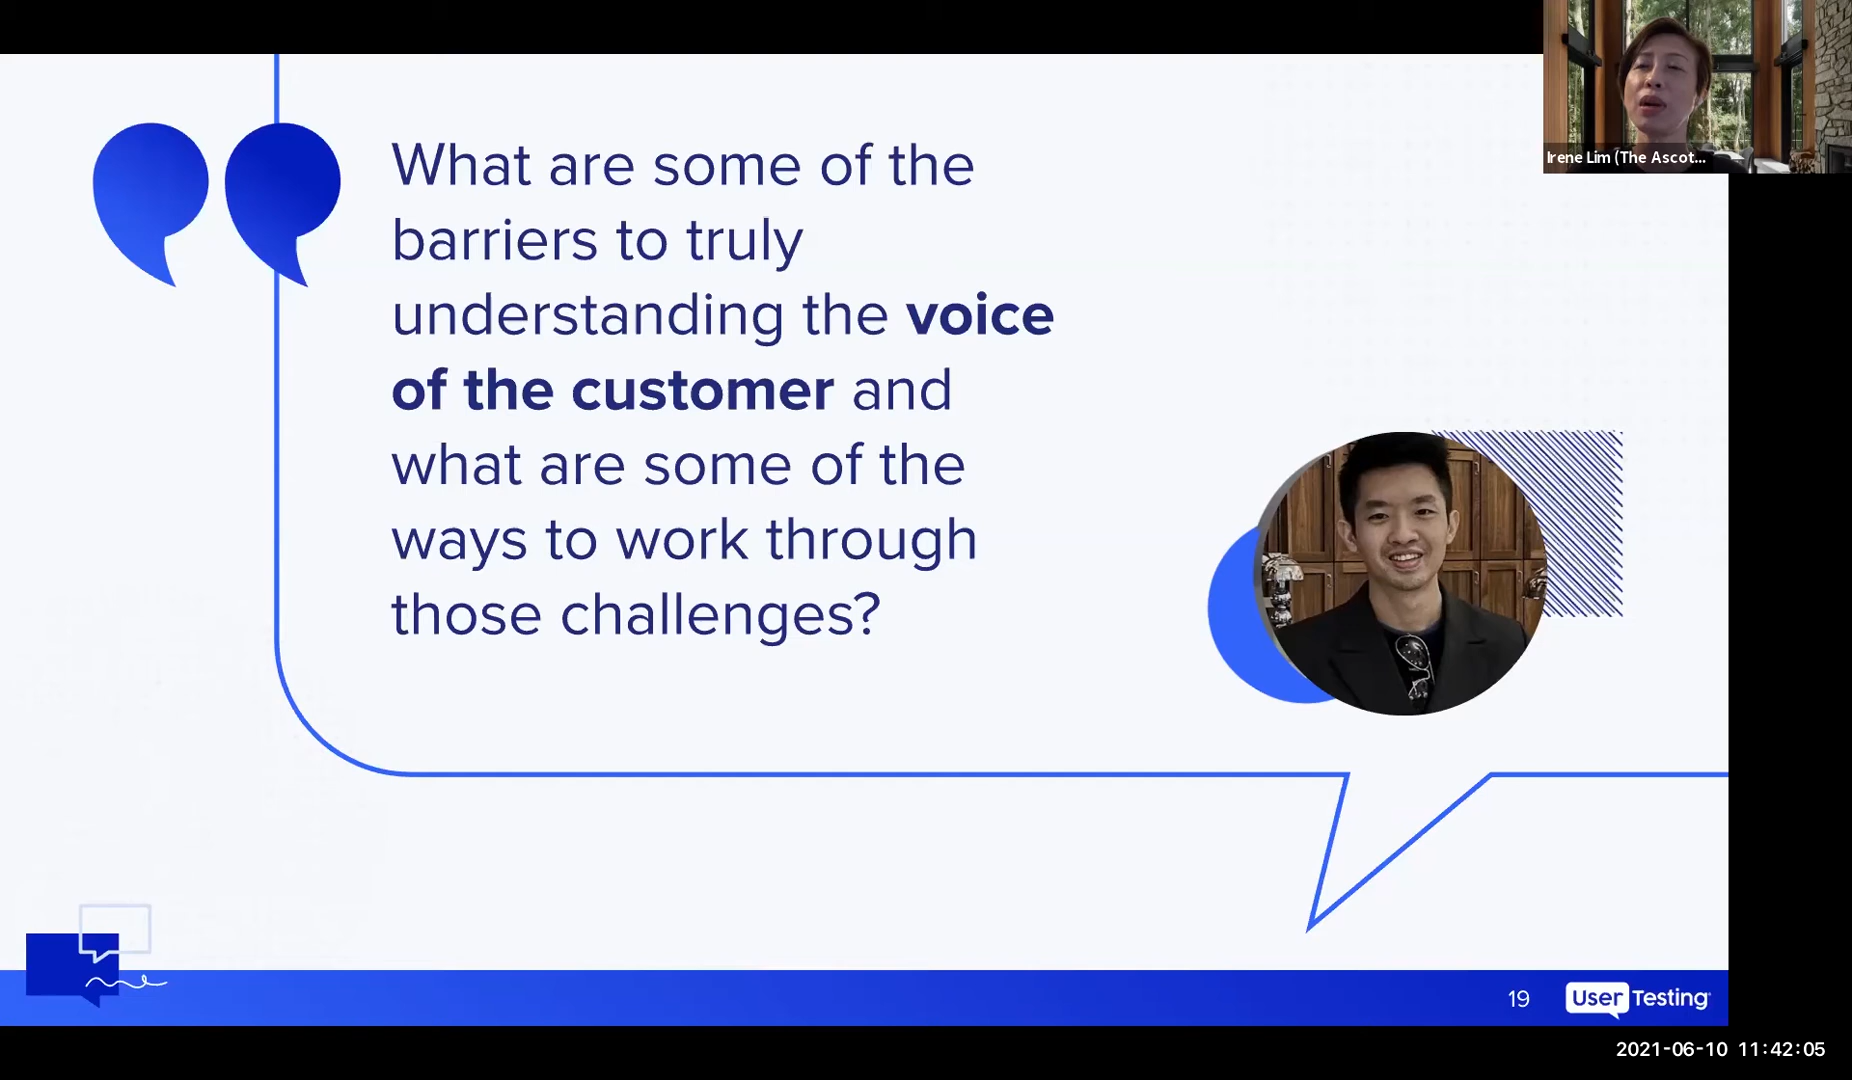 What are some of the
barriers to truly
understanding the voice
of the customer and
what are some of the
ways to work through
those challenges?
Irene Lim (The Ascot...
19
UserTesting
2021-06-10 11:42:05